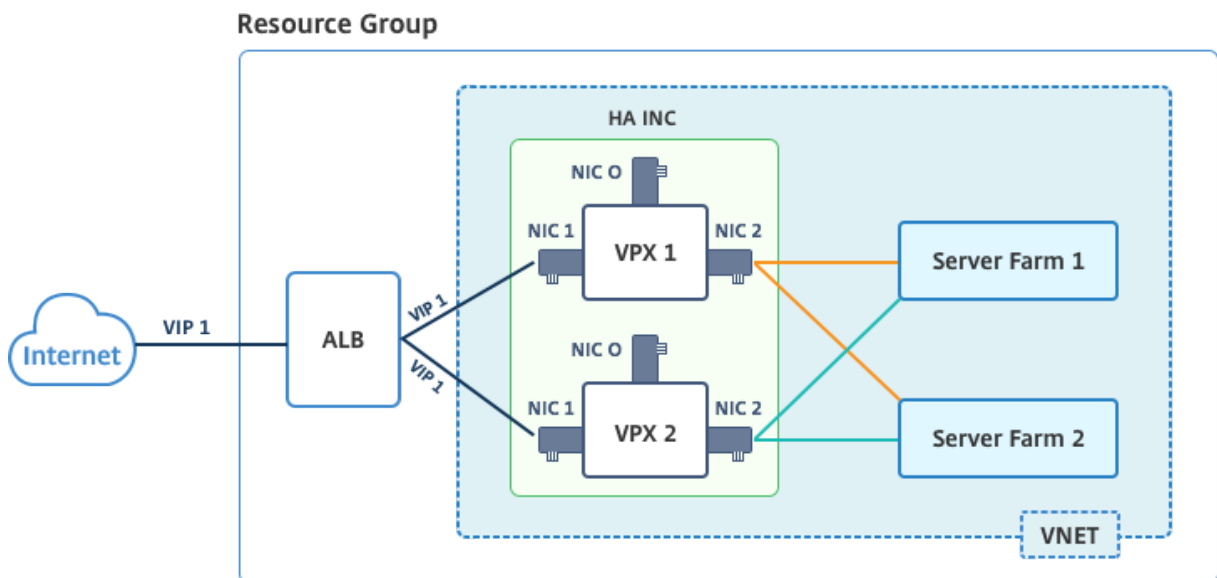 Resource Group
HA INC
NIC O
NIC 1
VPX 1
NIC 2
Server Farm 1
Internet
VIP 1
ALB
VIP 1
VIP 1
NIC O
NIC 1
VPX 2
NIC 2
Server Farm 2
VNET